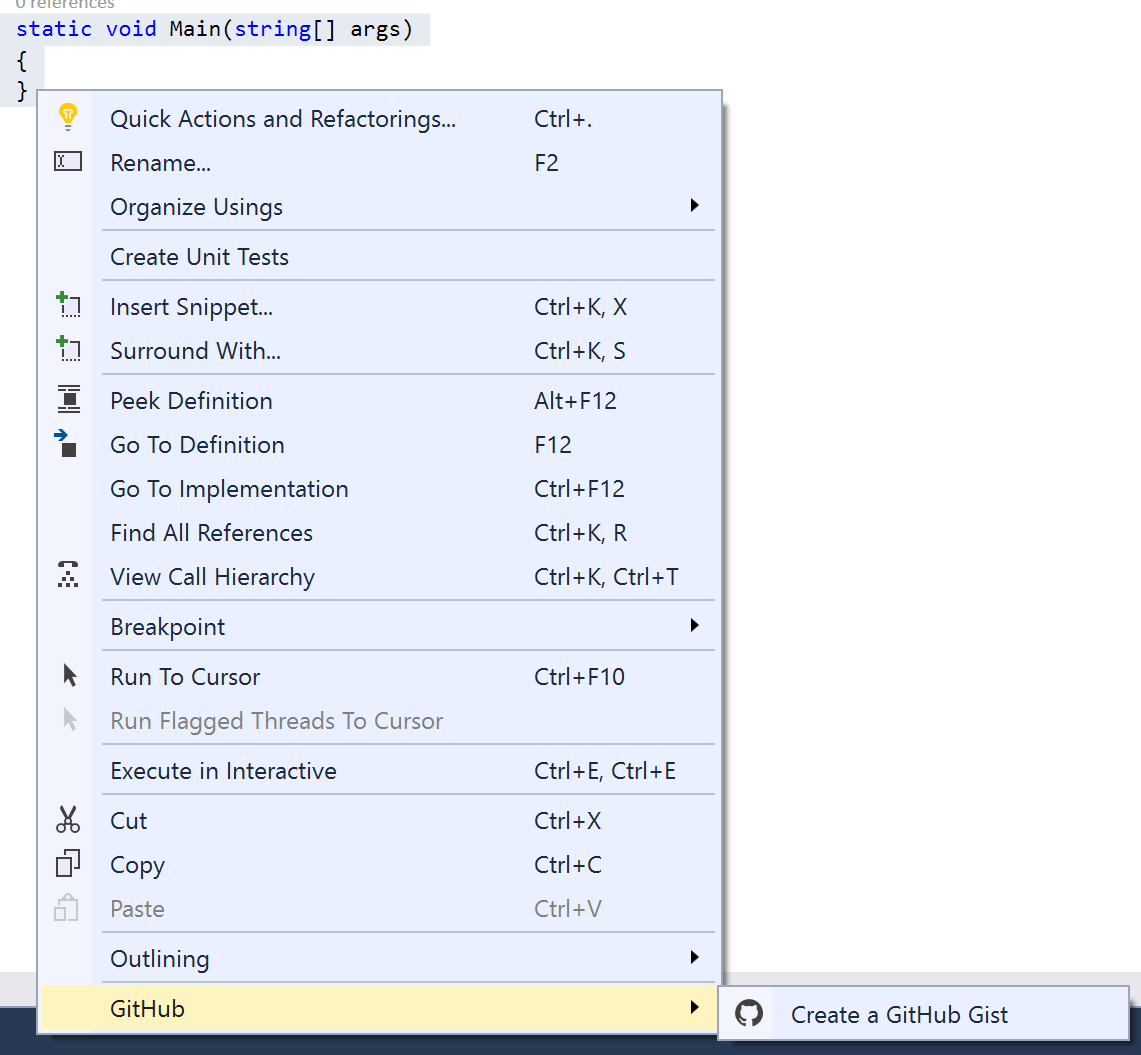 0 references
static void Main(string[] args)
{
}
Quick Actions and Refactorings... Ctrl+.
Rename... F2
Organize Usings
Create Unit Tests
Insert Snippet... Ctrl+K, X
Surround With... Ctrl+K, S
Peek Definition Alt+F12
Go To Definition F12
Go To Implementation Ctrl+F12
Find All References Ctrl+K, R
View Call Hierarchy Ctrl+K, Ctrl+T
Breakpoint
Run To Cursor Ctrl+F10
Run Flagged Threads To Cursor
Execute in Interactive Ctrl+E, Ctrl+E
Cut Ctrl+X
Copy Ctrl+C
Paste Ctrl+V
Outlining
GitHub
Create a GitHub Gist